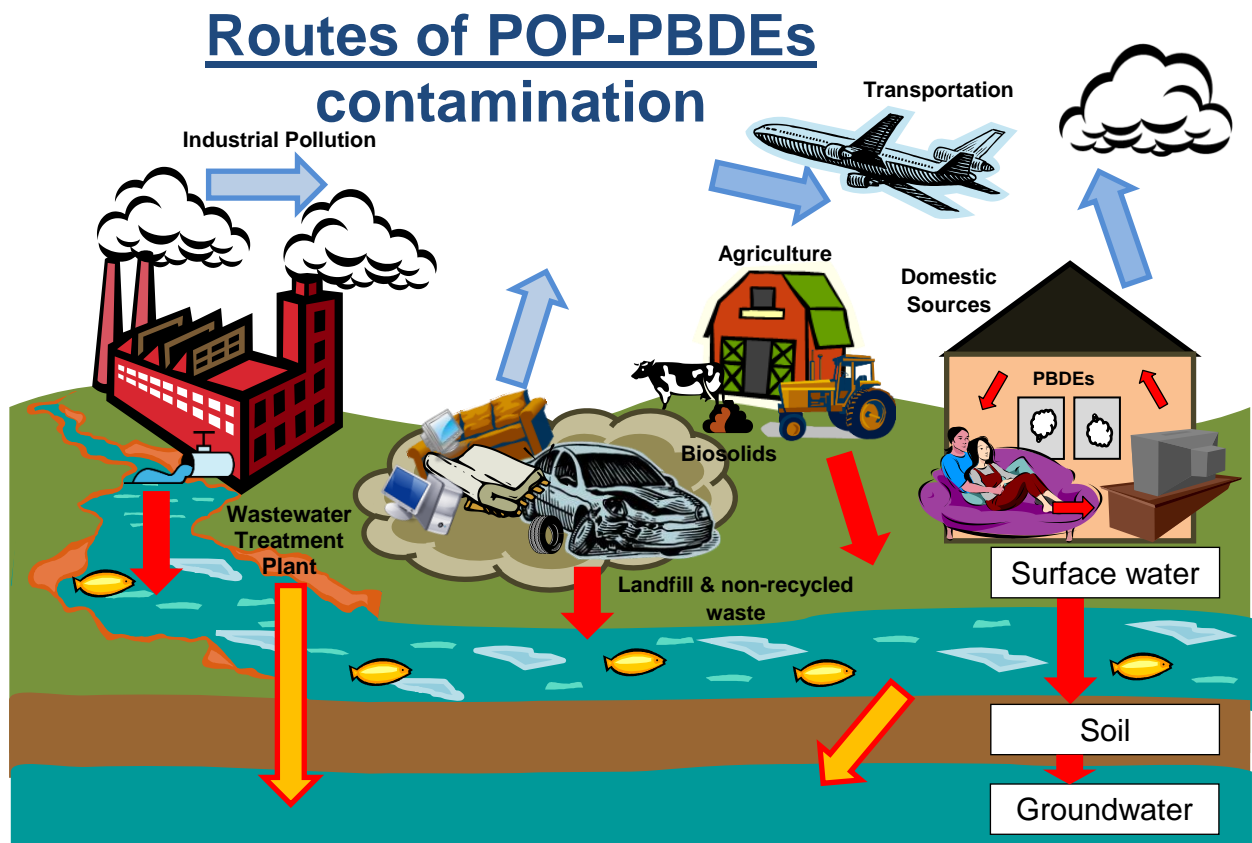 Routes of POP-PBDEs
contamination
Transportation
Industrial Pollution
Agriculture
Domestic
Sources
PBDEs
Biosolids
Wastewater
Treatment
Plant
Landfill & non-recycled
waste
Surface water
Soil
Groundwater